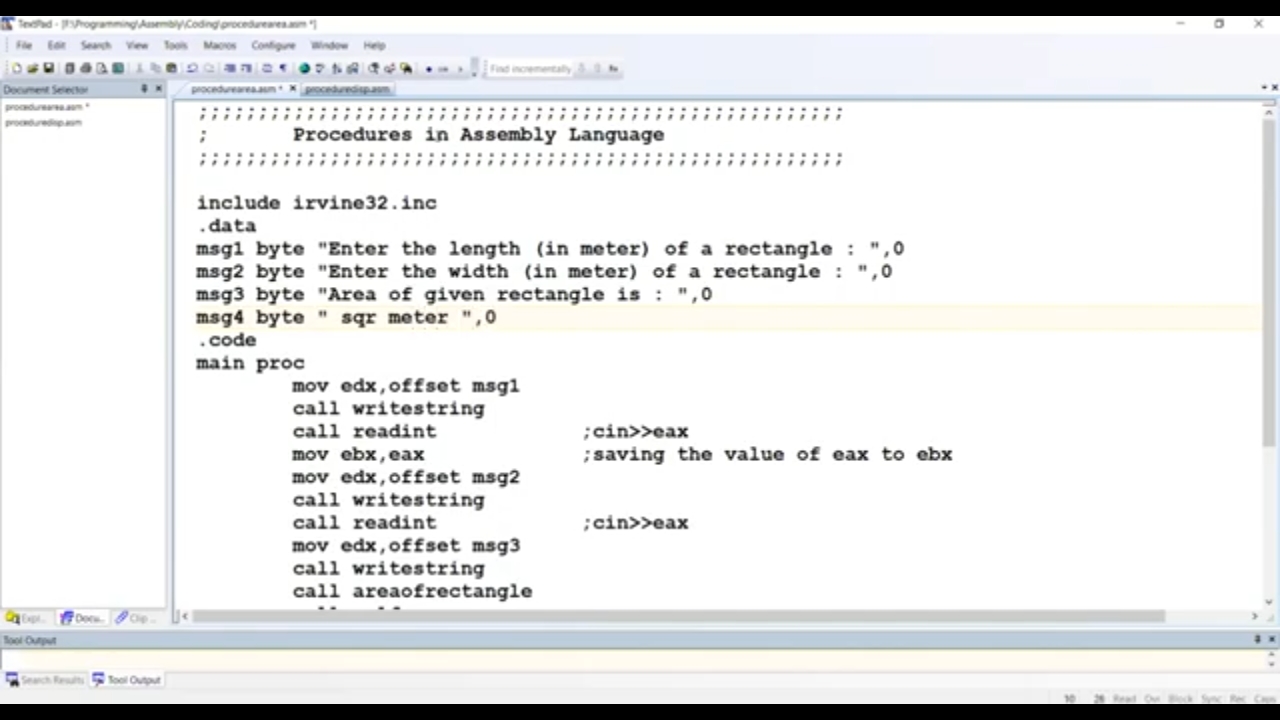 TextPad - [F:\Programming\Assembly\Coding\procedurearea.asm *]
File Edit Search View Tools Macros Configure Window Help
Find incrementally
Document Selector
procedurearea.asm * proceduredisp.asm
procedurearea.asm *
proceduredisp.asm
;;;;;;;;;;;;;;;;;;;;;;;;;;;;;;;;;;;;;;;;;;;;;;;;;;;;;;
; Procedures in Assembly Language
;;;;;;;;;;;;;;;;;;;;;;;;;;;;;;;;;;;;;;;;;;;;;;;;;;;;;;
include irvine32.inc
.data
msg1 byte "Enter the length (in meter) of a rectangle : ",0
msg2 byte "Enter the width (in meter) of a rectangle : ",0
msg3 byte "Area of given rectangle is : ",0
msg4 byte " sqr meter ",0
.code
main proc
mov edx,offset msg1
call writestring
call readint ;cin>>eax
mov ebx,eax ;saving the value of eax to ebx
mov edx,offset msg2
call writestring
call readint ;cin>>eax
mov edx,offset msg3
call writestring
call areaofrectangle
Expl... Docu... Clip ...
Tool Output
Search Results Tool Output
10 26 Read Ovr Block Sync Rec Caps